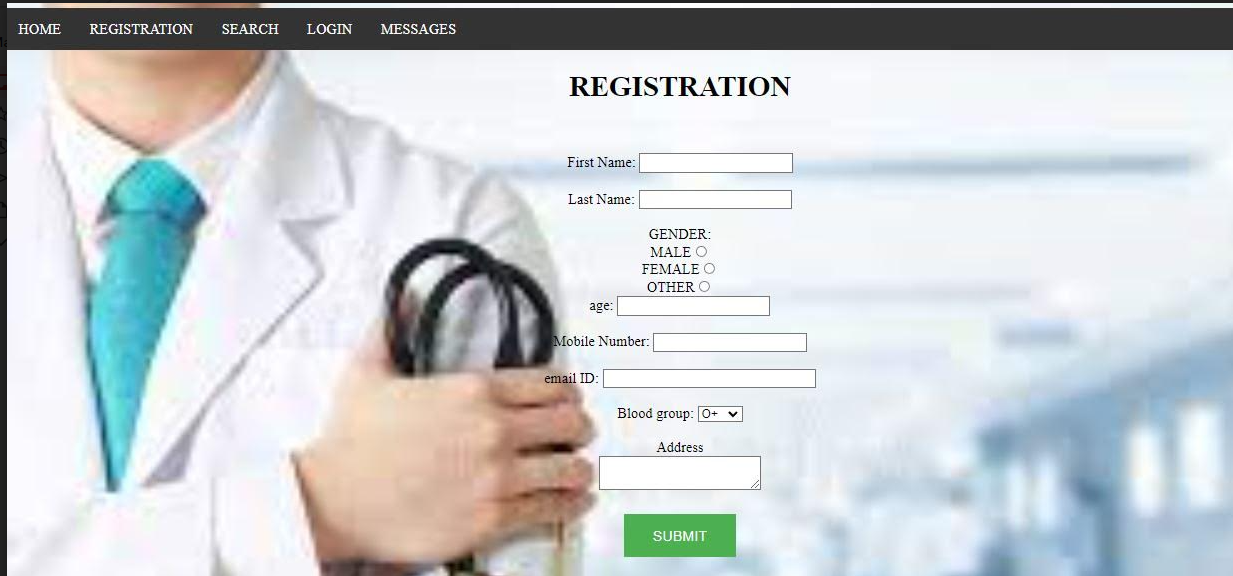 HOME REGISTRATION SEARCH LOGIN MESSAGES
REGISTRATION
First Name:
Last Name:
GENDER:
MALE
FEMALE
OTHER
age:
Mobile Number:
email ID:
Blood group: O+
Address
SUBMIT